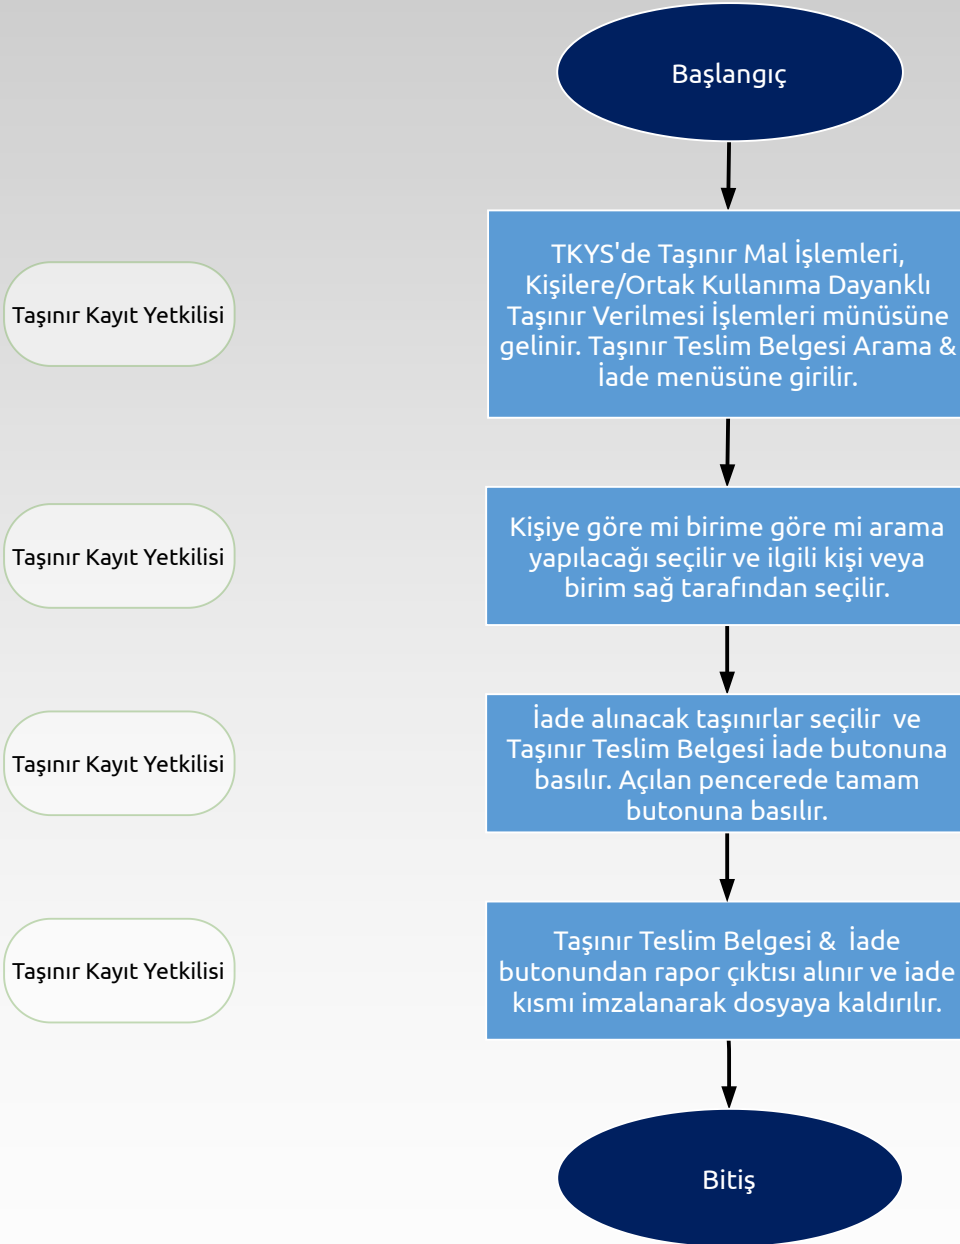 Başlangıç
Taşınır Kayıt Yetkilisi
TKYS'de Taşınır Mal İşlemleri,
Kişilere/Ortak Kullanıma Dayanklı
Taşınır Verilmesi İşlemleri münüsüne
gelinir. Taşınır Teslim Belgesi Arama &
İade menüsüne girilir.
Taşınır Kayıt Yetkilisi
Kişiye göre mi birime göre mi arama
yapılacağı seçilir ve ilgili kişi veya
birim sağ tarafından seçilir.
Taşınır Kayıt Yetkilisi
İade alınacak taşınırlar seçilir ve
Taşınır Teslim Belgesi İade butonuna
basılır. Açılan pencerede tamam
butonuna basılır.
Taşınır Kayıt Yetkilisi
Taşınır Teslim Belgesi & İade
butonundan rapor çıktısı alınır ve iade
kısmı imzalanarak dosyaya kaldırılır.
Bitiş